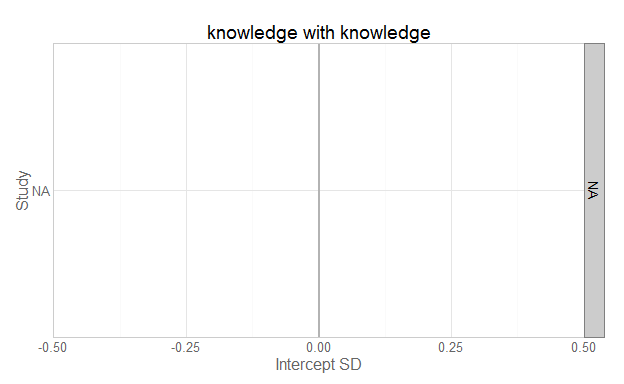 knowledge with knowledge
Study
NA
NA
-0.50 -0.25 0.00 0.25 0.50
Intercept SD